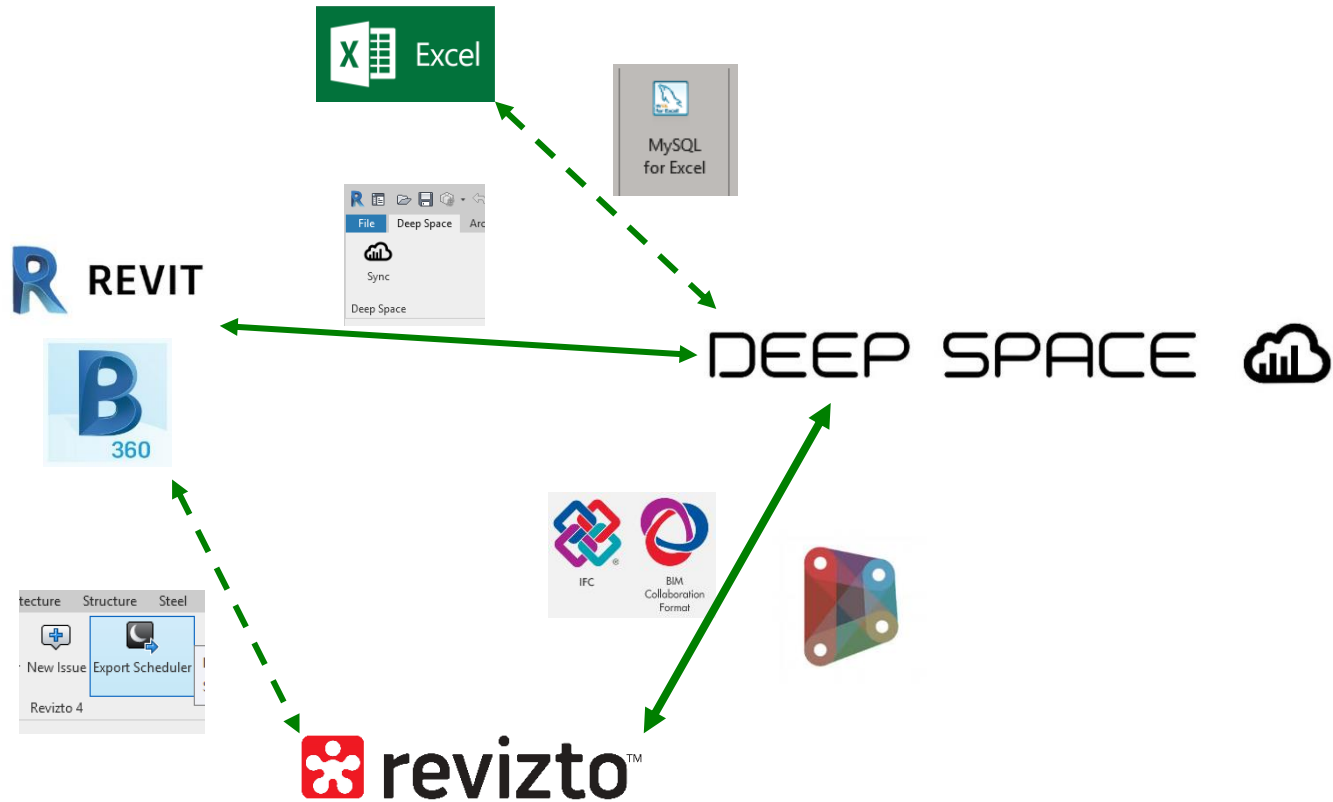 X Excel
MySQL
for Excel
File Deep Space
Sync
Deep Space
R REVIT
B
360
DEEP SPACE
IFC
®
BIM
Collaboration
Format
tecture Structure Steel
New Issue Export Scheduler
Revizto 4
revizto™